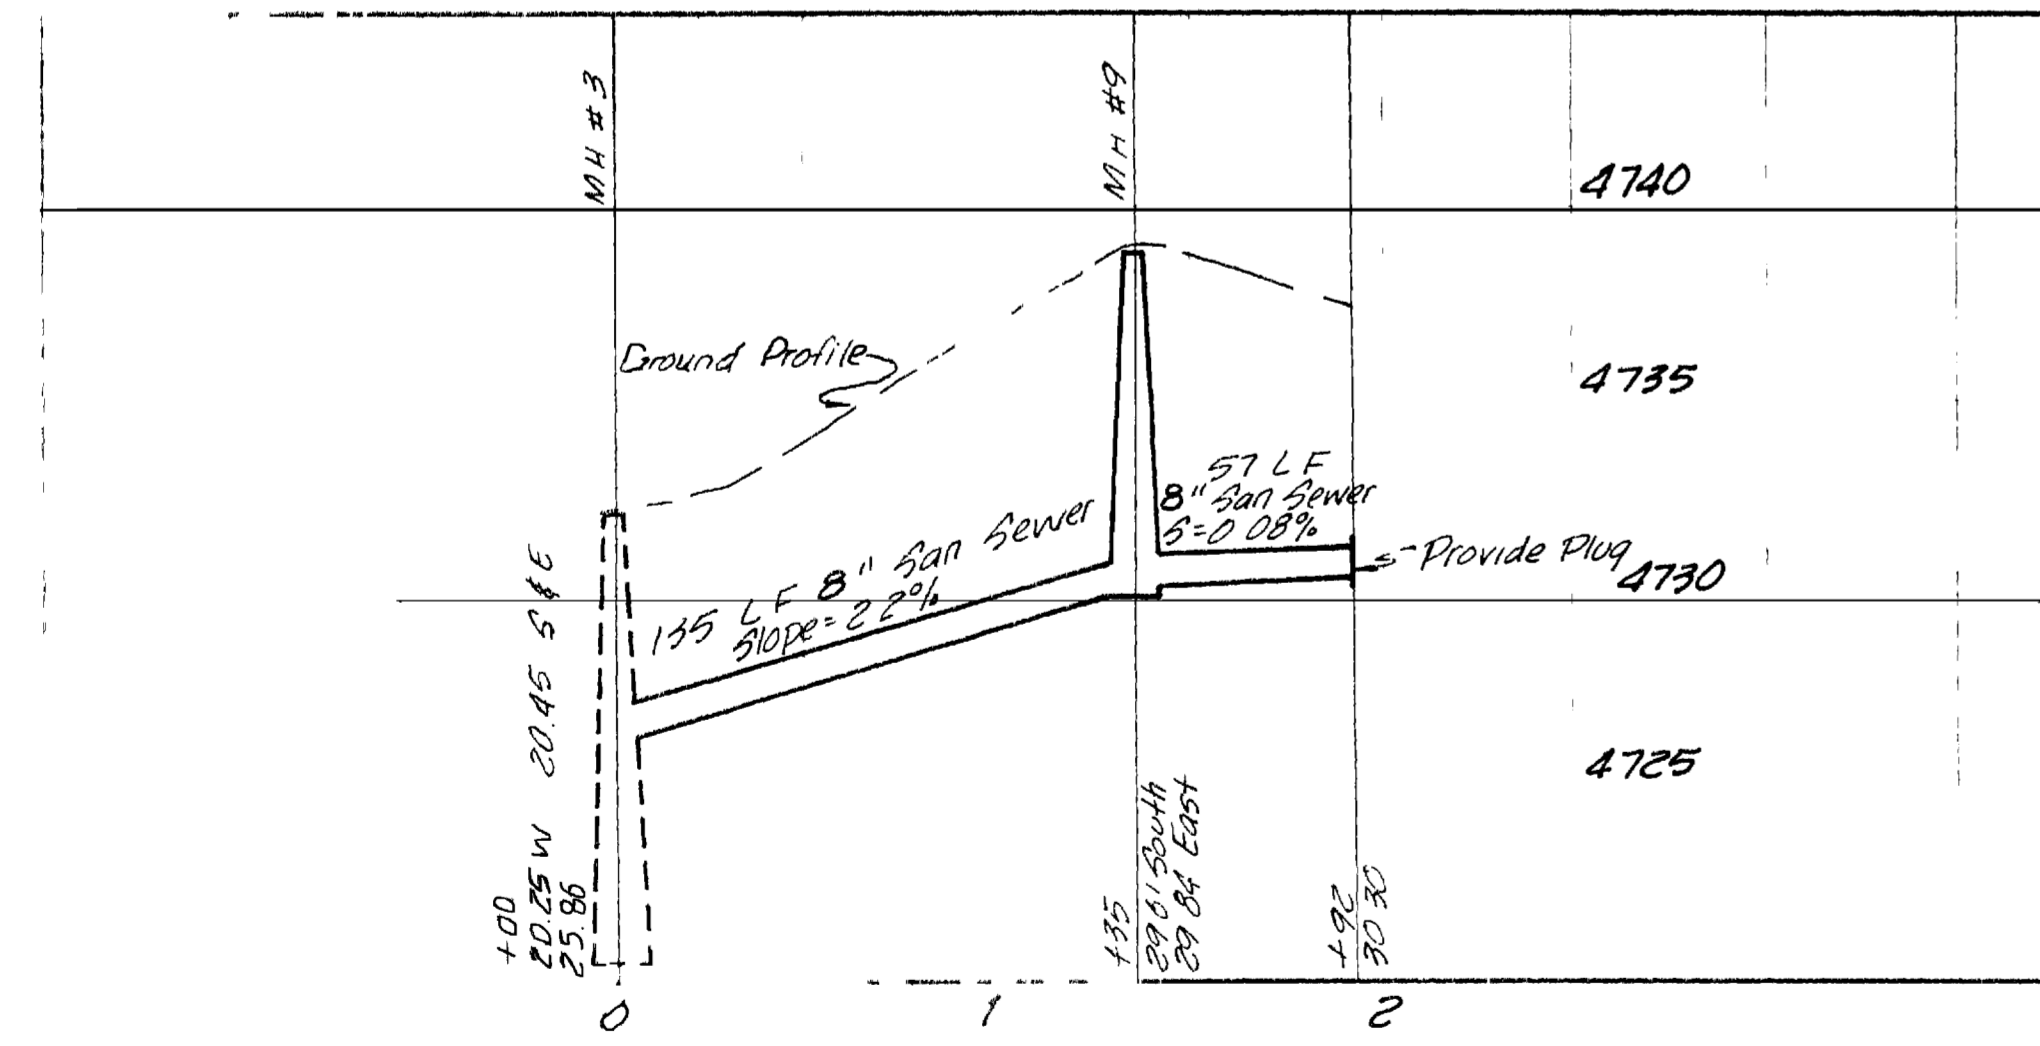 MH #3
MH #9
4740
Ground Profile
4735
57 LF
8" San Sewer
S=0 08%
135 LF 8" San Sewer
Slope=2 2%
Provide Plug
4730
4725
+00
20.25 W 20.45 S & E
25.86
+35
29 61 South
29 84 East
+92
30 30
0
1
2